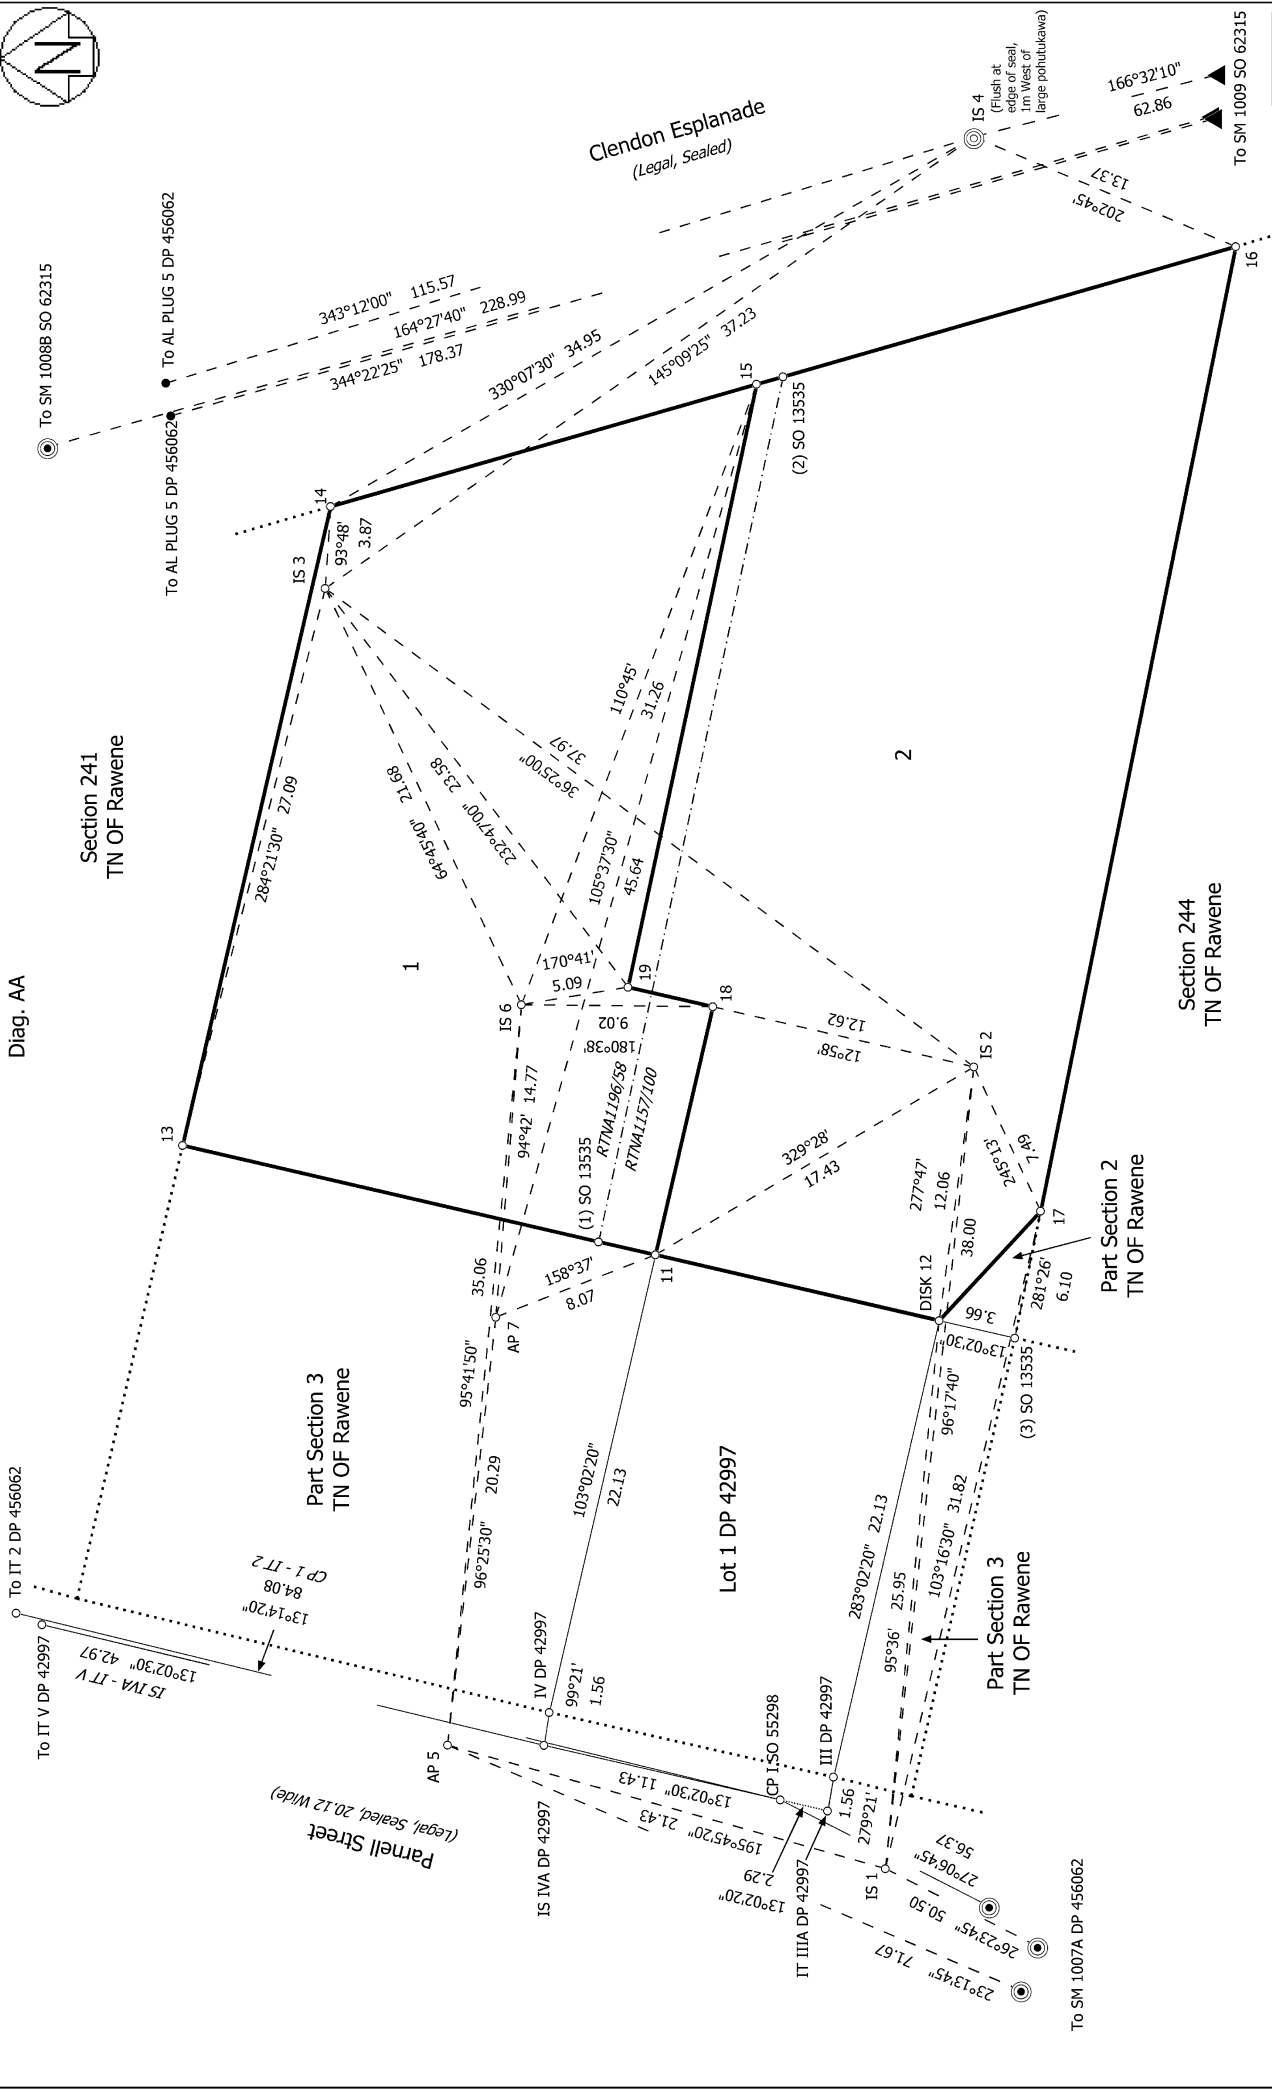 Diag. AA
N
To SM 1008B SO 62315
To AL PLUG 5 DP 456062
To AL PLUG 5 DP 456062
343°12'00" 115.57
164°27'40" 228.99
344°22'25" 178.37
Clendon Esplanade
(Legal, Sealed)
IS 4
(Flush at
edge of seal,
1m West of
large pohutukawa)
166°32'10"
62.86
To SM 1009 SO 62315
202°45'
13.37
16
330°07'30" 34.95
145°09'25" 37.23
15
(2) SO 13535
14
IS 3
93°48'
3.87
Section 241
TN OF Rawene
284°21'30" 27.09
64°45'40" 21.68
232°47'00" 23.58
36°25'00"
37.97
110°45'
31.26
105°37'30"
45.64
1
2
13
IS 6
170°41'
5.09
19
18
180°38'
9.02
94°42' 14.77
RTNA1196/58
RTNA1157/100
(1) SO 13535
12°58'
12.62
IS 2
329°28'
17.43
277°47'
12.06
38.00
245°13'
7.49
17
Section 244
TN OF Rawene
Part Section 2
TN OF Rawene
11
158°37'
8.07
35.06
AP 7
95°41'50"
20.29
96°25'30"
DISK 12
13°02'30"
3.66
281°26'
6.10
(3) SO 13535
96°17'40"
Part Section 3
TN OF Rawene
103°02'20"
22.13
Lot 1 DP 42997
283°02'20" 22.13
95°36' 25.95
103°16'30" 31.82
Part Section 3
TN OF Rawene
To IT 2 DP 456062
To IT V DP 42997
IS IVA - IT V
13°02'30" 42.97
13°14'20"
84.08
CP 1 - IT 2
IV DP 42997
99°21'
1.56
AP 5
Parnell Street
(Legal, Sealed, 20.12 Wide)
IS IVA DP 42997
13°02'30" 11.43
195°45'20" 21.43
CP I SO 55298
III DP 42997
1.56
279°21'
13°02'20"
2.29
IT IIIA DP 42997
IS 1
27°06'45"
56.37
26°23'45" 50.50
23°13'45" 71.67
To SM 1007A DP 456062